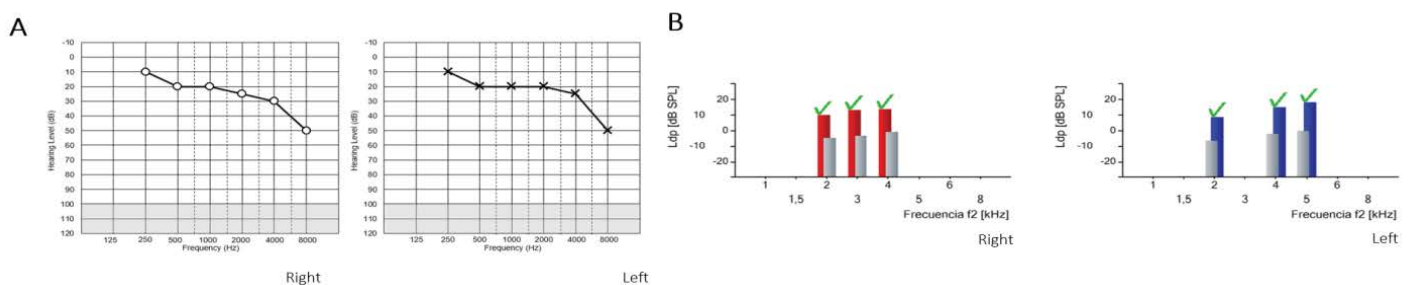 A
-10
0
10
20
30
40
50
60
70
80
90
100
110
120
Hearing Level (dB)
125 250 500 1000 2000 4000 8000
Frequency (Hz)
Right
-10
0
10
20
30
40
50
60
70
80
90
100
110
120
Hearing Level (dB)
125 250 500 1000 2000 4000 8000
Frequency (Hz)
Left
B
Ldp [dB SPL]
20
0
-10
-20
1 2 4 6 8
1,5 3 5 8
Frecuencia f2 [kHz]
Right
Ldp [dB SPL]
20
0
-10
-20
1 2 4 6
1,5 3 5 8
Frecuencia f2 [kHz]
Left